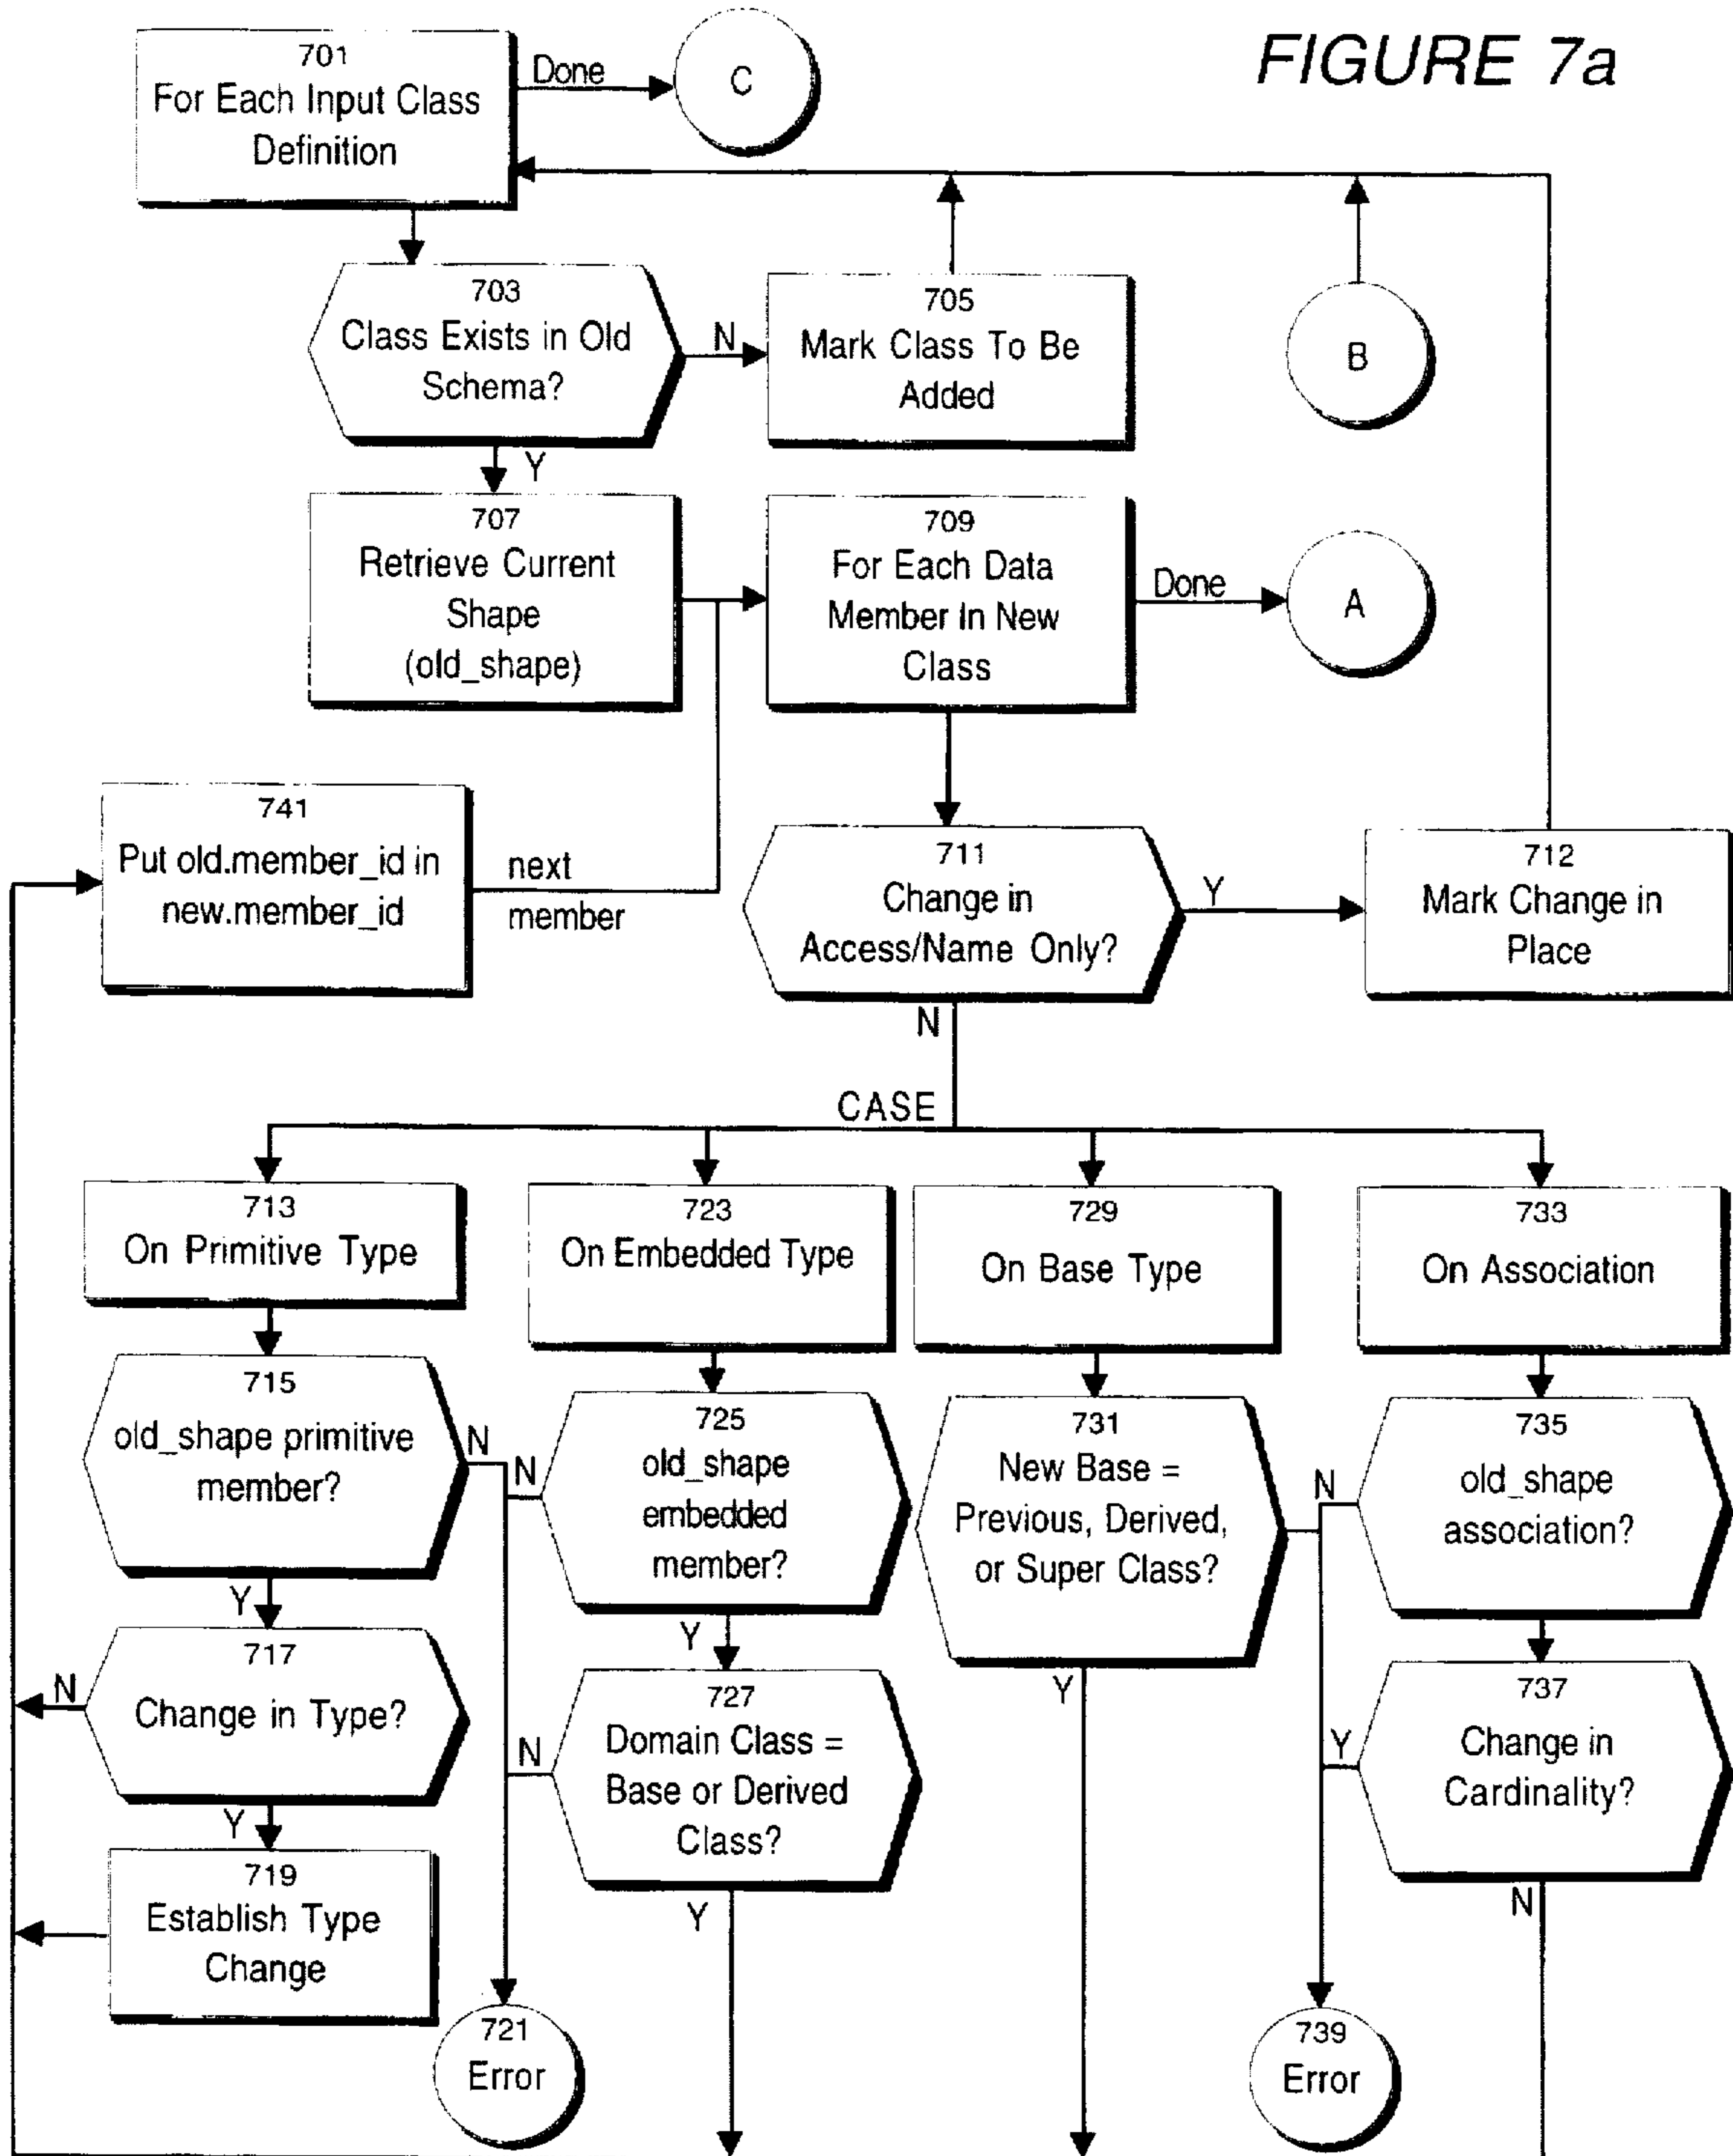 FIGURE 7a
701
For Each Input Class
Definition
Done
C
703
Class Exists in Old
Schema?
N
705
Mark Class To Be
Added
B
Y
707
Retrieve Current
Shape
(old_shape)
709
For Each Data
Member In New
Class
Done
A
741
Put old.member_id in
new.member_id
next
member
711
Change in
Access/Name Only?
Y
712
Mark Change in
Place
N
CASE
713
On Primitive Type
723
On Embedded Type
729
On Base Type
733
On Association
715
old_shape primitive
member?
N
Y
725
old_shape
embedded
member?
N
Y
731
New Base =
Previous, Derived,
or Super Class?
Y
735
old_shape
association?
N
717
Change in Type?
N
Y
727
Domain Class =
Base or Derived
Class?
N
Y
737
Change in
Cardinality?
Y
N
719
Establish Type
Change
721
Error
739
Error